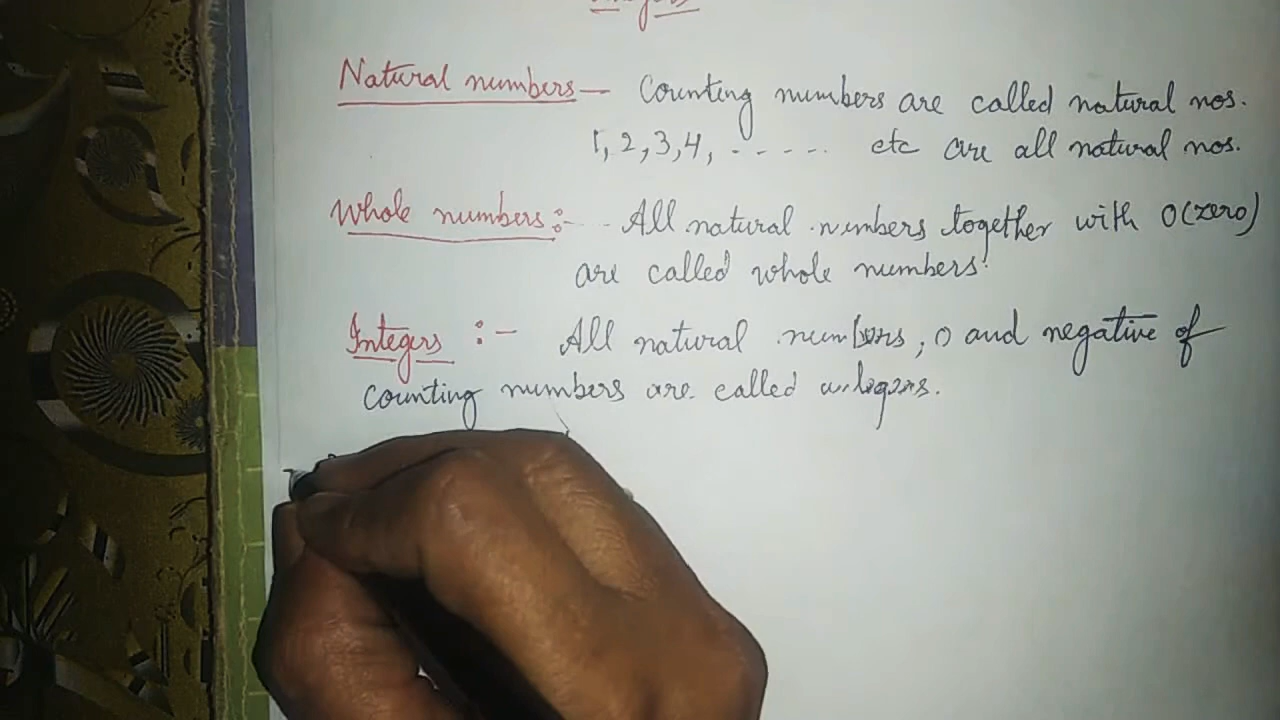 Natural numbers — Counting numbers are called natural nos.
1, 2, 3, 4, ..... etc are all natural nos.
Whole numbers :- All natural numbers together with 0 (zero)
are called whole numbers.
Integers :- All natural numbers, 0 and negative of
counting numbers are called